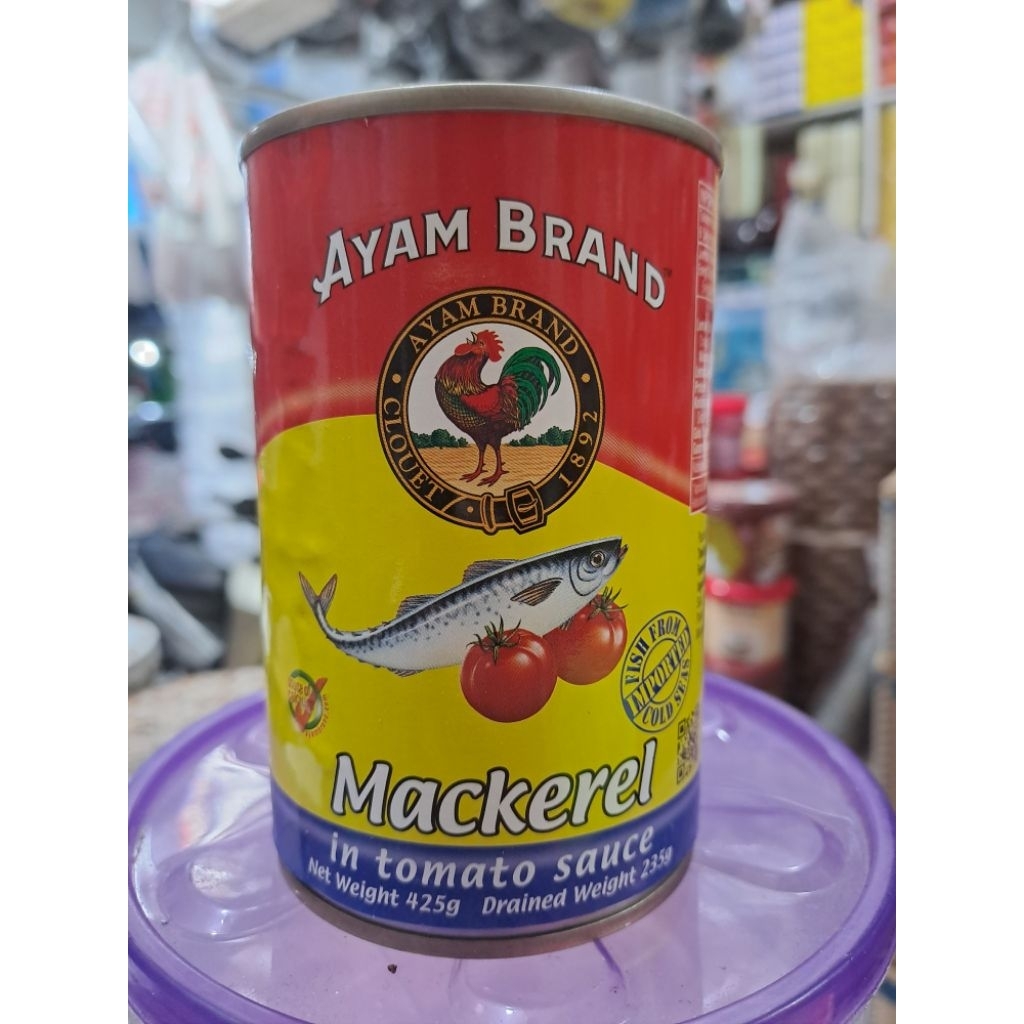 AYAM BRAND™
AYAM BRAND
CLOUET
1892
FISH FROM
IMPORTED
COLD SEAS
Mackerel
in tomato sauce
Net Weight 425g Drained Weight 235g